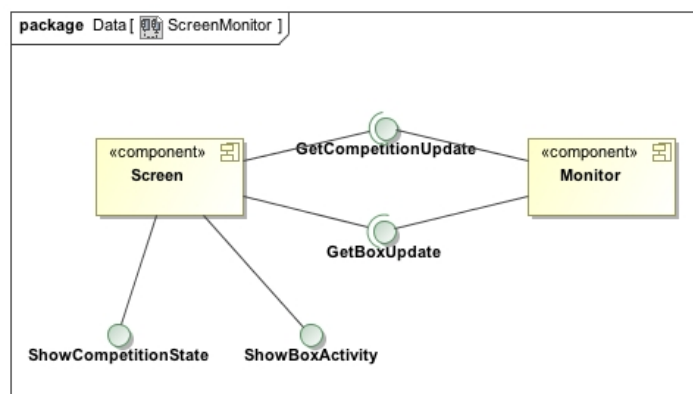 package Data [ ScreenMonitor ]
GetCompetitionUpdate
«component»
Screen
«component»
Monitor
GetBoxUpdate
ShowCompetitionState
ShowBoxActivity